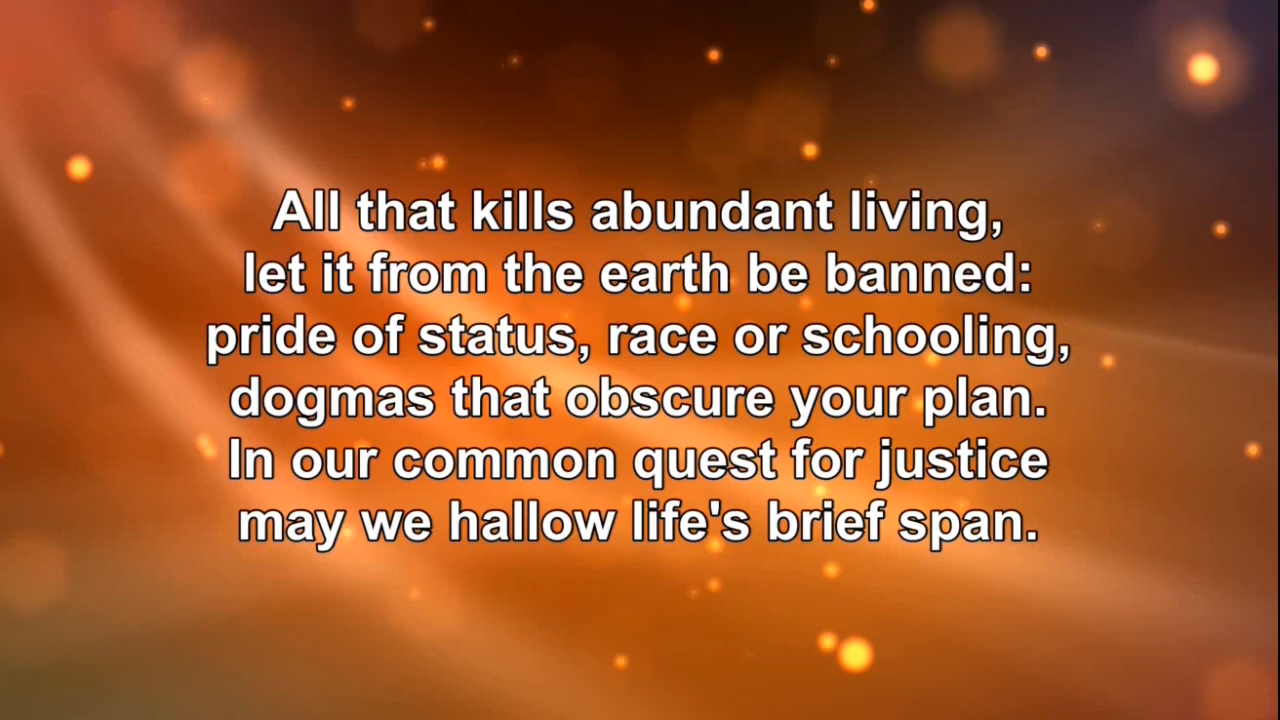 All that kills abundant living,
let it from the earth be banned:
pride of status, race or schooling,
dogmas that obscure your plan.
In our common quest for justice
may we hallow life's brief span.